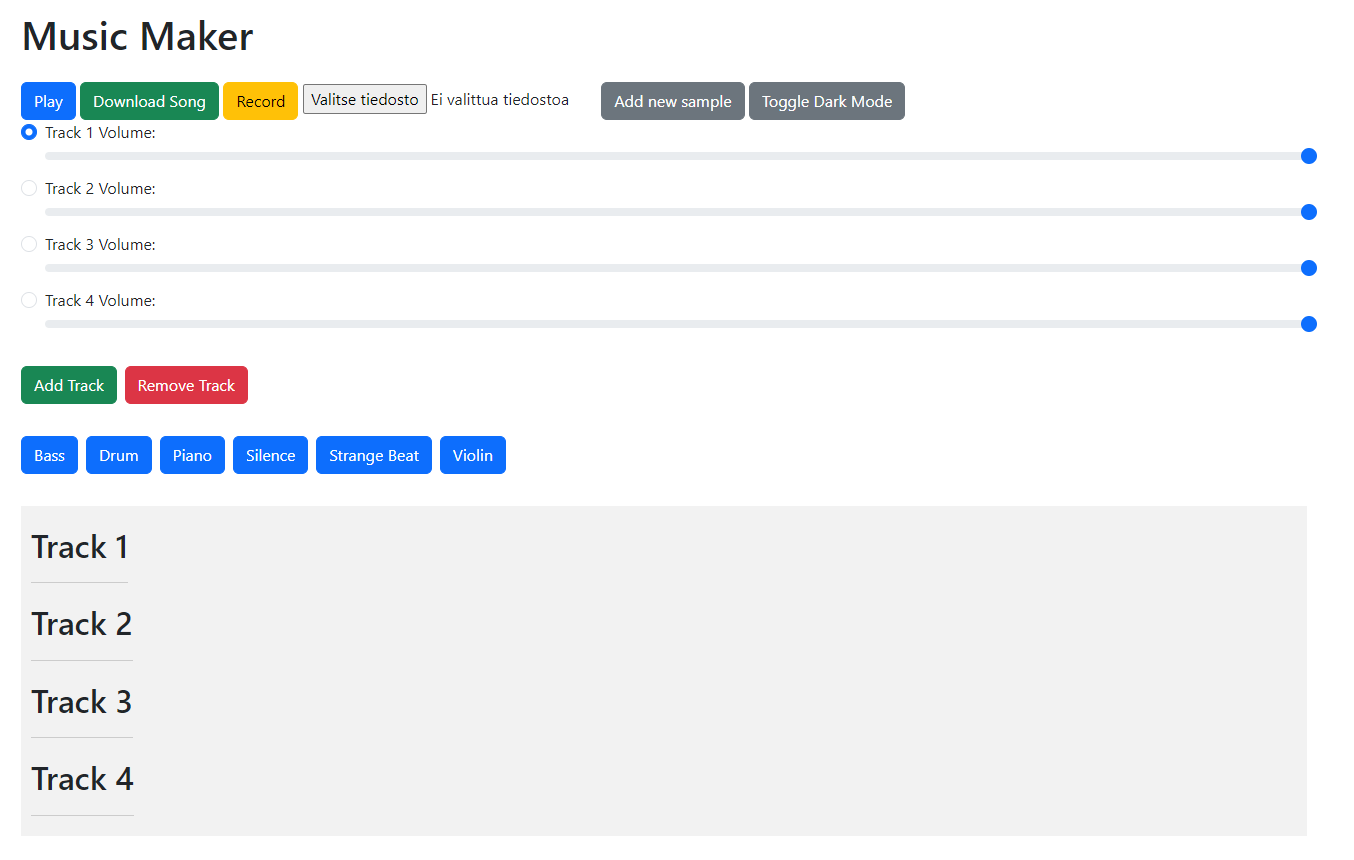 Music Maker
Play Download Song Record Valitse tiedosto Ei valittua tiedostoa Add new sample Toggle Dark Mode
Track 1 Volume:
Track 2 Volume:
Track 3 Volume:
Track 4 Volume:
Add Track Remove Track
Bass Drum Piano Silence Strange Beat Violin
Track 1
Track 2
Track 3
Track 4